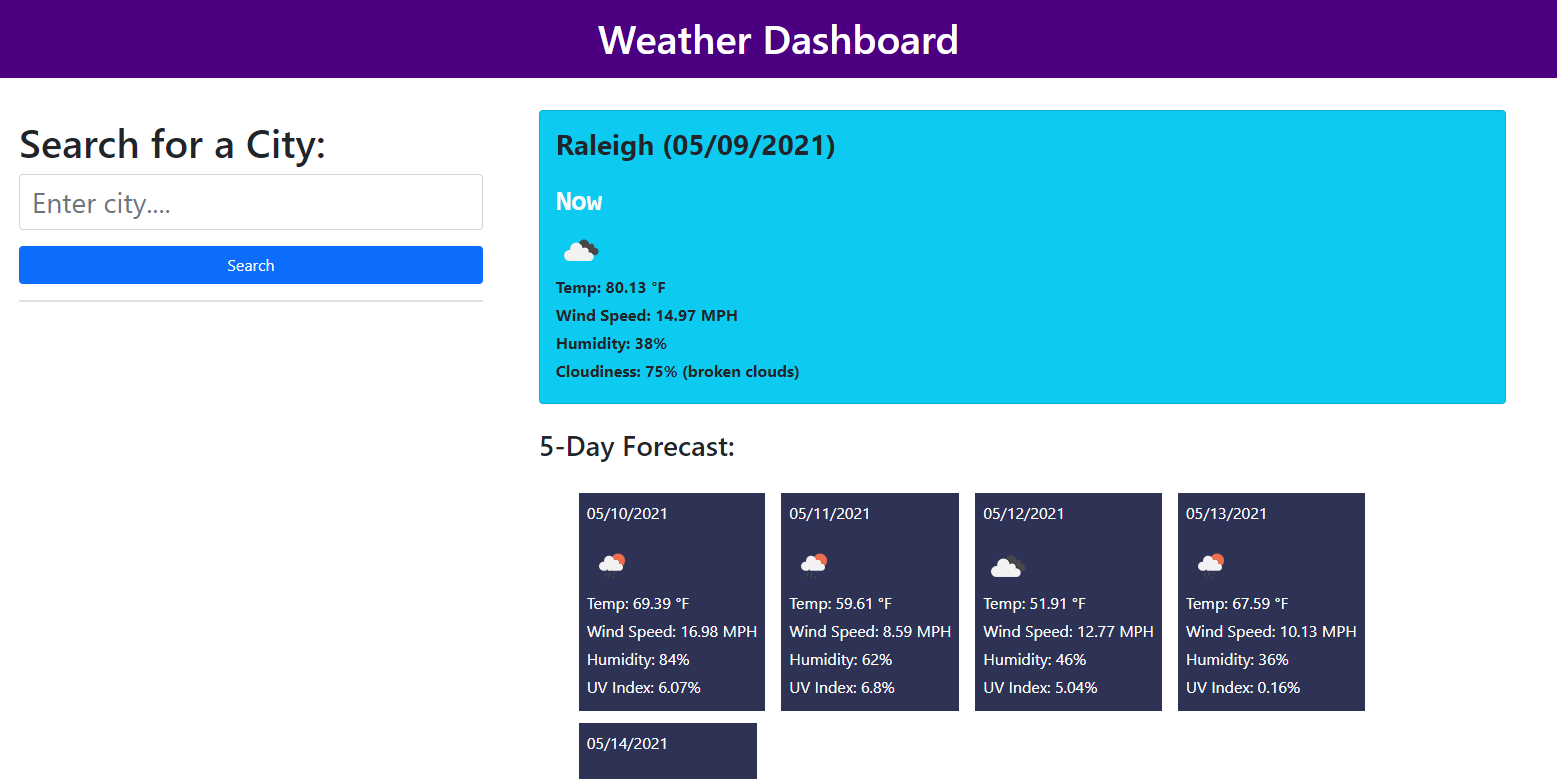 Weather Dashboard
Search for a City:
Enter city....
Search
Raleigh (05/09/2021)
Now
Temp: 80.13 °F
Wind Speed: 14.97 MPH
Humidity: 38%
Cloudiness: 75% (broken clouds)
5-Day Forecast:
05/10/2021
Temp: 69.39 °F
Wind Speed: 16.98 MPH
Humidity: 84%
UV Index: 6.07%
05/11/2021
Temp: 59.61 °F
Wind Speed: 8.59 MPH
Humidity: 62%
UV Index: 6.8%
05/12/2021
Temp: 51.91 °F
Wind Speed: 12.77 MPH
Humidity: 46%
UV Index: 5.04%
05/13/2021
Temp: 67.59 °F
Wind Speed: 10.13 MPH
Humidity: 36%
UV Index: 0.16%
05/14/2021